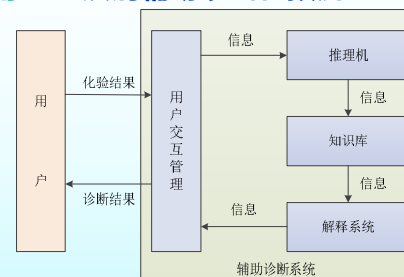 信息
推理机
化验结果
信息
用户
用户交互管理
知识库
诊断结果
信息
信息
解释系统
辅助诊断系统